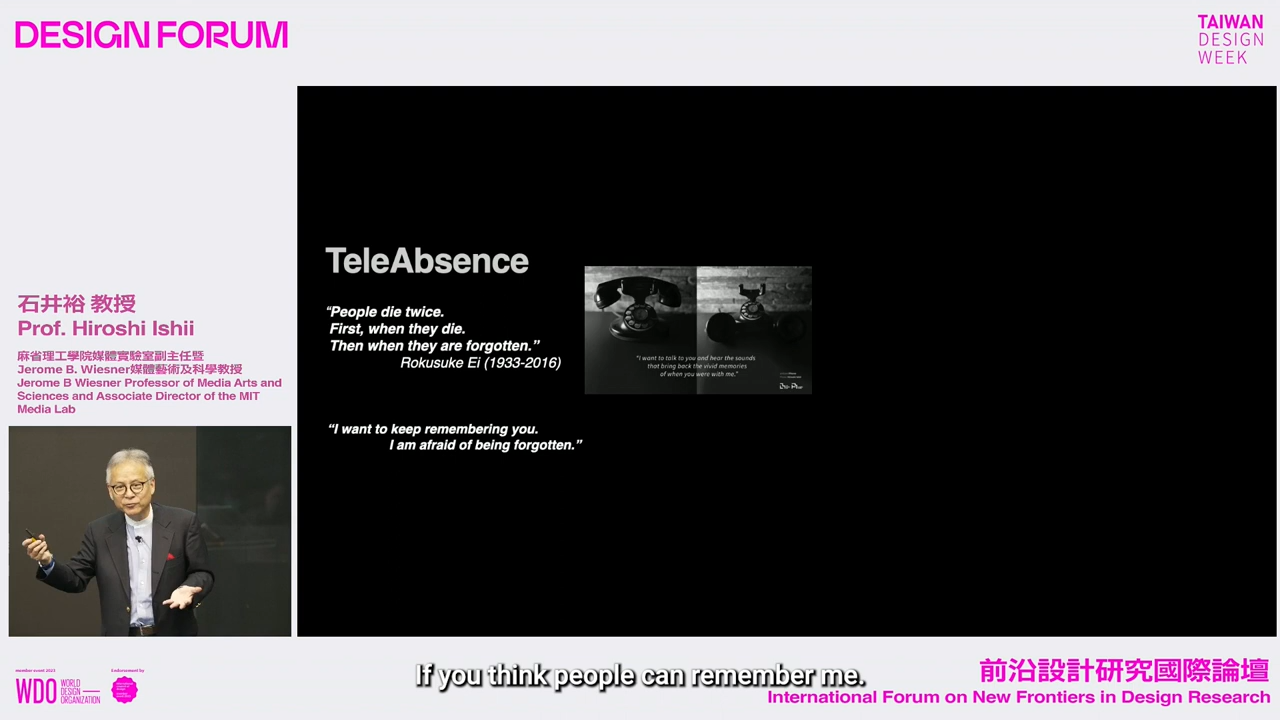 DESIGN FORUM
TAIWAN
DESIGN
WEEK
TeleAbsence
“People die twice.
First, when they die.
Then when they are forgotten.”
Rokusuke Ei (1933-2016)
"I want to talk to you and hear the sounds
that bring back the vivid memories
of when you were with me."
“I want to keep remembering you.
I am afraid of being forgotten.”
石井裕 教授
Prof. Hiroshi Ishii
麻省理工學院媒體實驗室副主任暨
Jerome B. Wiesner媒體藝術及科學教授
Jerome B Wiesner Professor of Media Arts and
Sciences and Associate Director of the MIT
Media Lab
member event 2023
WDO WORLD
DESIGN
ORGANIZATION
Endorsement by
If you think people can remember me.
前沿設計研究國際論壇
International Forum on New Frontiers in Design Research